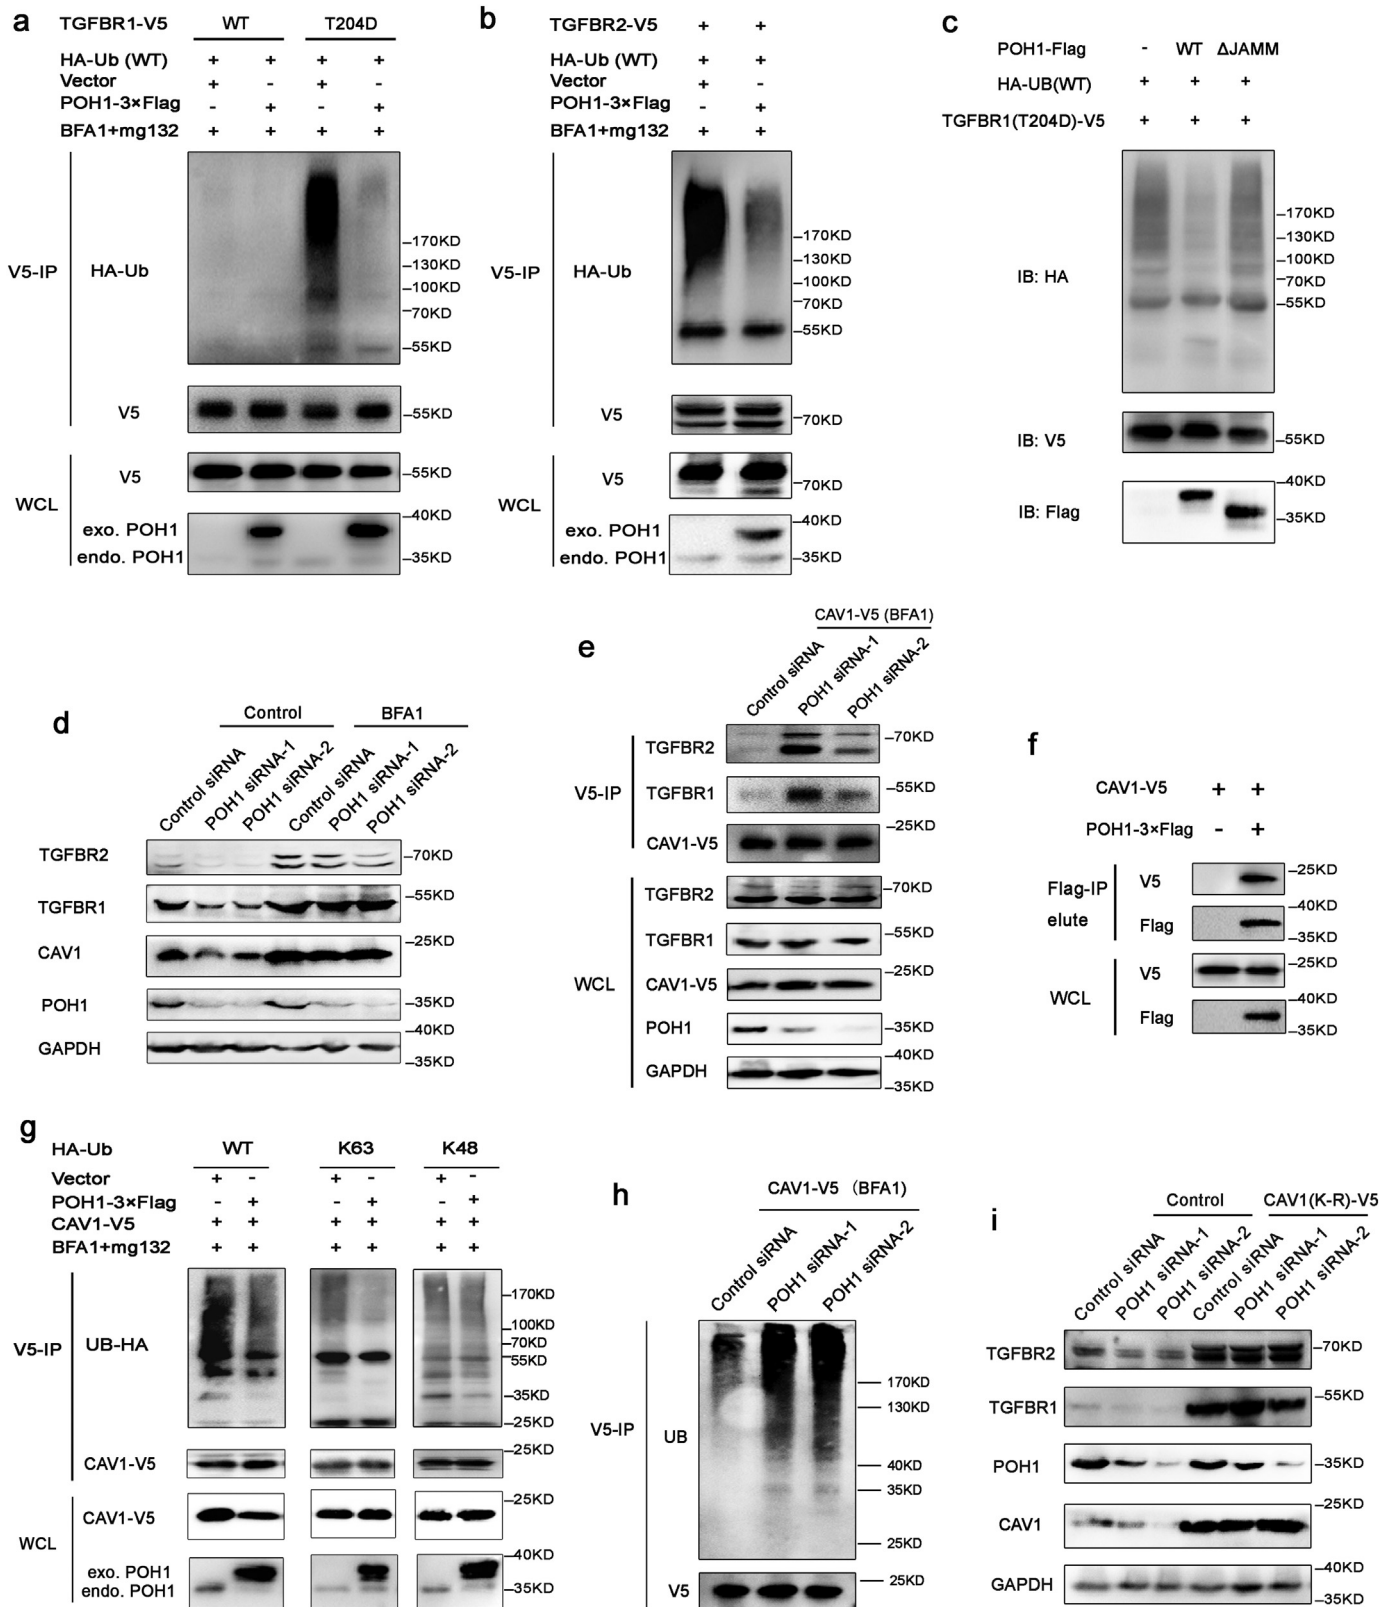 a
TGFBR1-V5 WT T204D
HA-Ub (WT) + + + +
Vector + - + -
POH1-3×Flag - + - +
BFA1+mg132 + + + +
V5-IP HA-Ub
–170KD
–130KD
–100KD
–70KD
–55KD
V5 –55KD
WCL V5 –55KD
–40KD
exo. POH1
endo. POH1 –35KD
b
TGFBR2-V5 + +
HA-Ub (WT) + +
Vector + -
POH1-3×Flag - +
BFA1+mg132 + +
V5-IP HA-Ub
–170KD
–130KD
–100KD
–70KD
–55KD
V5 –70KD
WCL V5 –70KD
–40KD
exo. POH1
endo. POH1 –35KD
c
POH1-Flag - WT ΔJAMM
HA-UB(WT) + + +
TGFBR1(T204D)-V5 + + +
IB: HA
–170KD
–130KD
–100KD
–70KD
–55KD
IB: V5 –55KD
–40KD
IB: Flag –35KD
d
Control BFA1
Control siRNA
POH1 siRNA-1
POH1 siRNA-2
Control siRNA
POH1 siRNA-1
POH1 siRNA-2
TGFBR2 –70KD
TGFBR1 –55KD
CAV1 –25KD
POH1 –35KD
–40KD
GAPDH
–35KD
e
CAV1-V5 (BFA1)
Control siRNA
POH1 siRNA-1
POH1 siRNA-2
V5-IP
TGFBR2 –70KD
TGFBR1 –55KD
–25KD
CAV1-V5
WCL
TGFBR2 –70KD
TGFBR1 –55KD
CAV1-V5 –25KD
POH1 –35KD
–40KD
GAPDH
–35KD
f
CAV1-V5 + +
POH1-3×Flag - +
Flag-IP
elute
V5 –25KD
–40KD
Flag
–35KD
WCL
V5 –25KD
–40KD
Flag
–35KD
g
HA-Ub WT K63 K48
Vector + - + - + -
POH1-3×Flag - + - + - +
CAV1-V5 + + + + + +
BFA1+mg132 + + + + + +
V5-IP UB-HA
–170KD
–100KD
–70KD
–55KD
–35KD
–25KD
–25KD
CAV1-V5
WCL
–25KD
CAV1-V5
–40KD
exo. POH1
endo. POH1 –35KD
h
CAV1-V5 (BFA1)
Control siRNA
POH1 siRNA-1
POH1 siRNA-2
V5-IP UB
— 170KD
— 130KD
— 40KD
— 35KD
— 25KD
— 25KD
V5
i
Control CAV1(K-R)-V5
Control siRNA
POH1 siRNA-1
POH1 siRNA-2
Control siRNA
POH1 siRNA-1
POH1 siRNA-2
TGFBR2 –70KD
TGFBR1 –55KD
POH1 –35KD
–25KD
CAV1
–40KD
GAPDH
–35KD